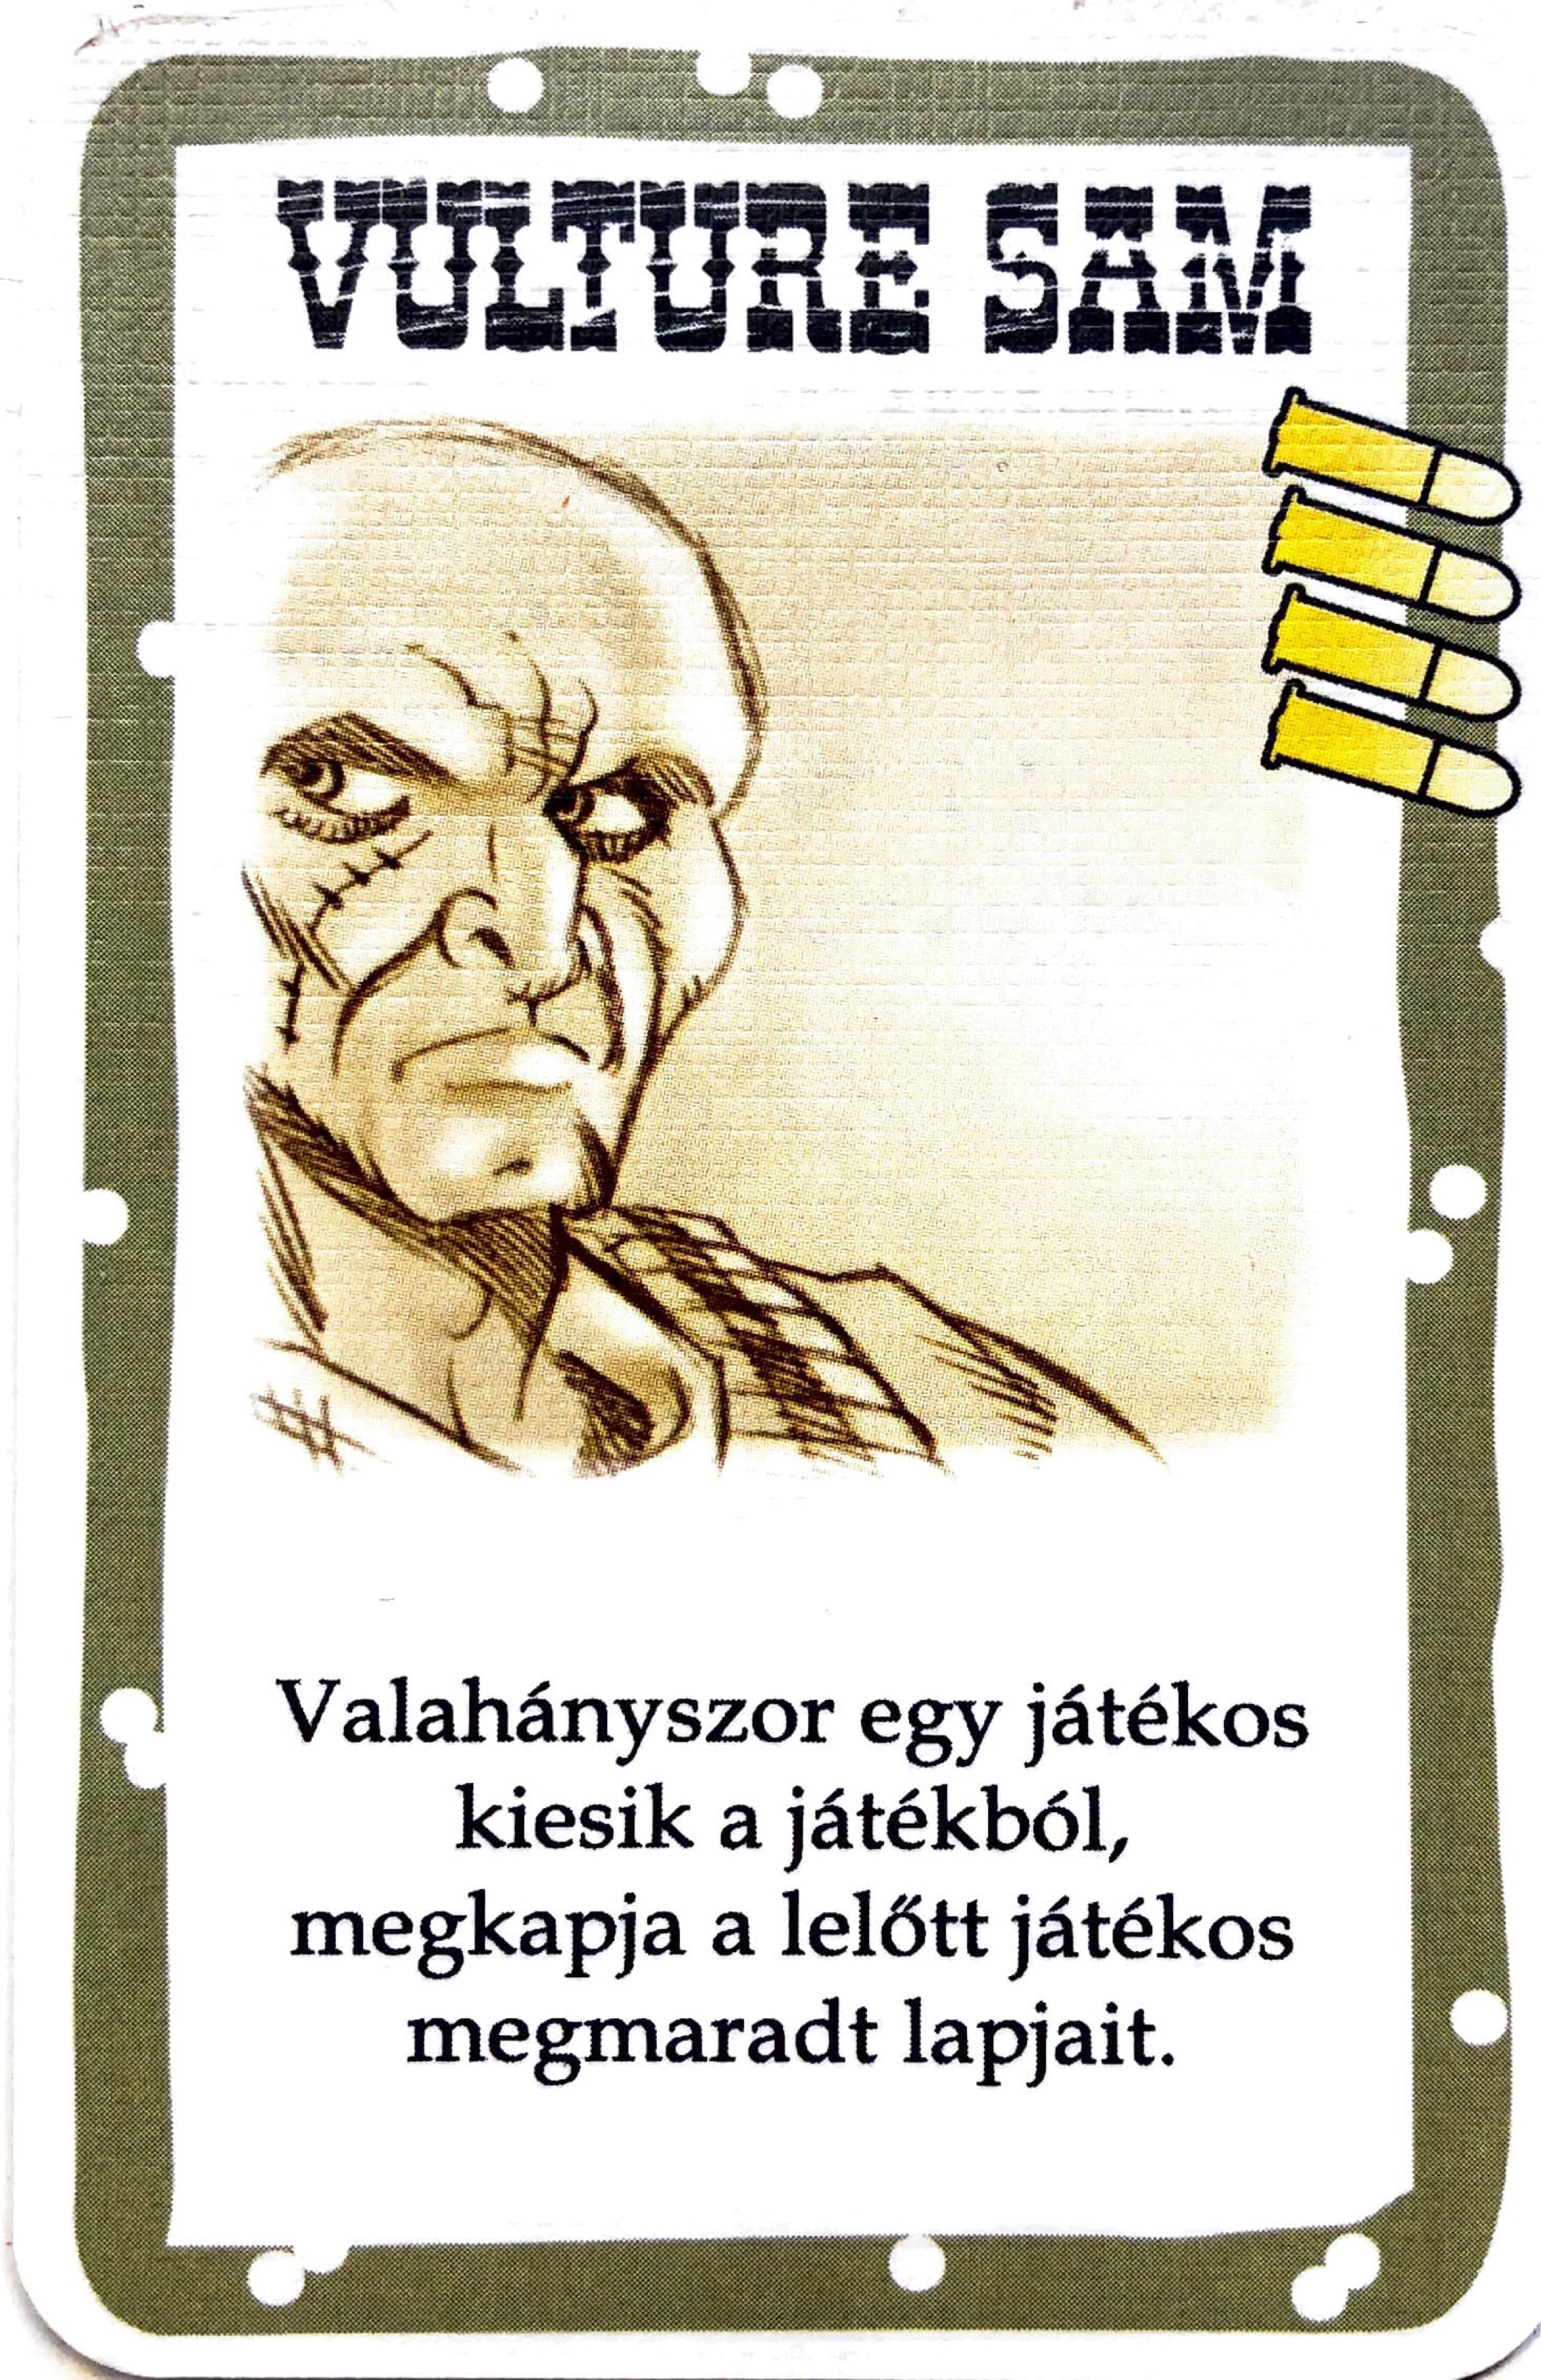 VULTURE SAM
Valahányszor egy játékos
kiesik a játékból,
megkapja a lelőtt játékos
megmaradt lapjait.